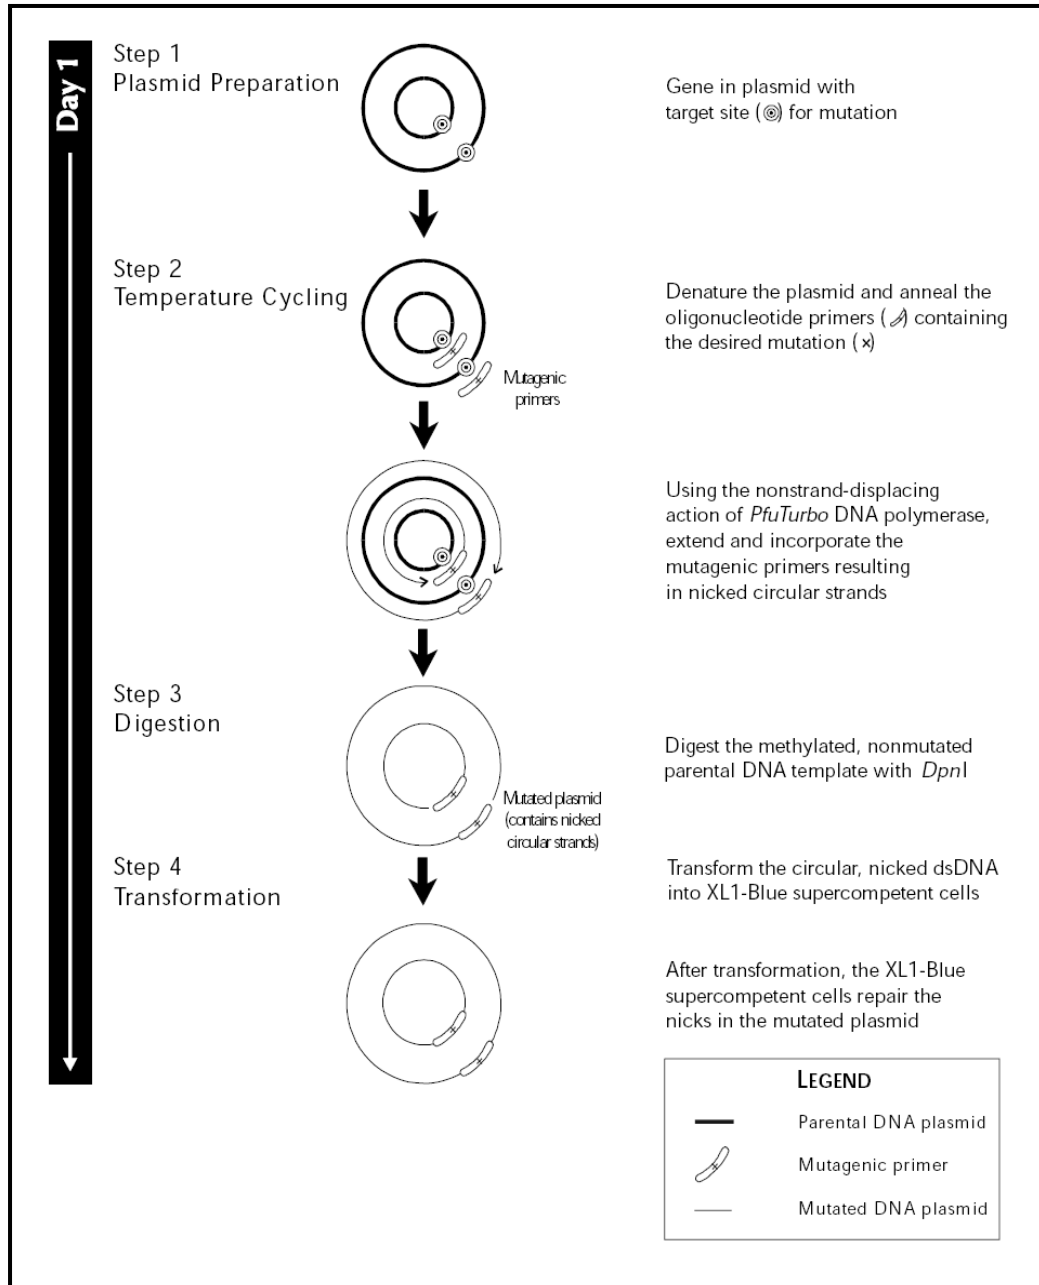 Day 1
Step 1
Plasmid Preparation
Gene in plasmid with
target site ( ) for mutation
Step 2
Temperature Cycling
Denature the plasmid and anneal the
oligonucleotide primers ( ) containing
the desired mutation (×)
Mutagenic
primers
Using the nonstrand-displacing
action of PfuTurbo DNA polymerase,
extend and incorporate the
mutagenic primers resulting
in nicked circular strands
Step 3
Digestion
Digest the methylated, nonmutated
parental DNA template with DpnI
Mutated plasmid
(contains nicked
circular strands)
Step 4
Transformation
Transform the circular, nicked dsDNA
into XL1-Blue supercompetent cells
After transformation, the XL1-Blue
supercompetent cells repair the
nicks in the mutated plasmid
LEGEND
Parental DNA plasmid
Mutagenic primer
Mutated DNA plasmid